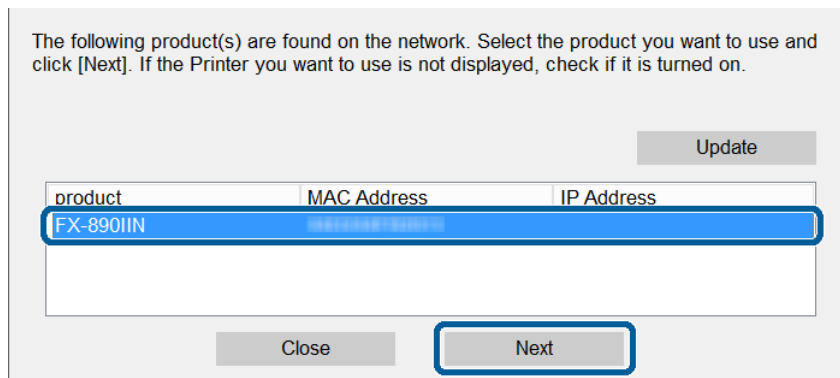 The following product(s) are found on the network. Select the product you want to use and
click [Next]. If the Printer you want to use is not displayed, check if it is turned on.
Update
product MAC Address IP Address
FX-890IIN
Close Next